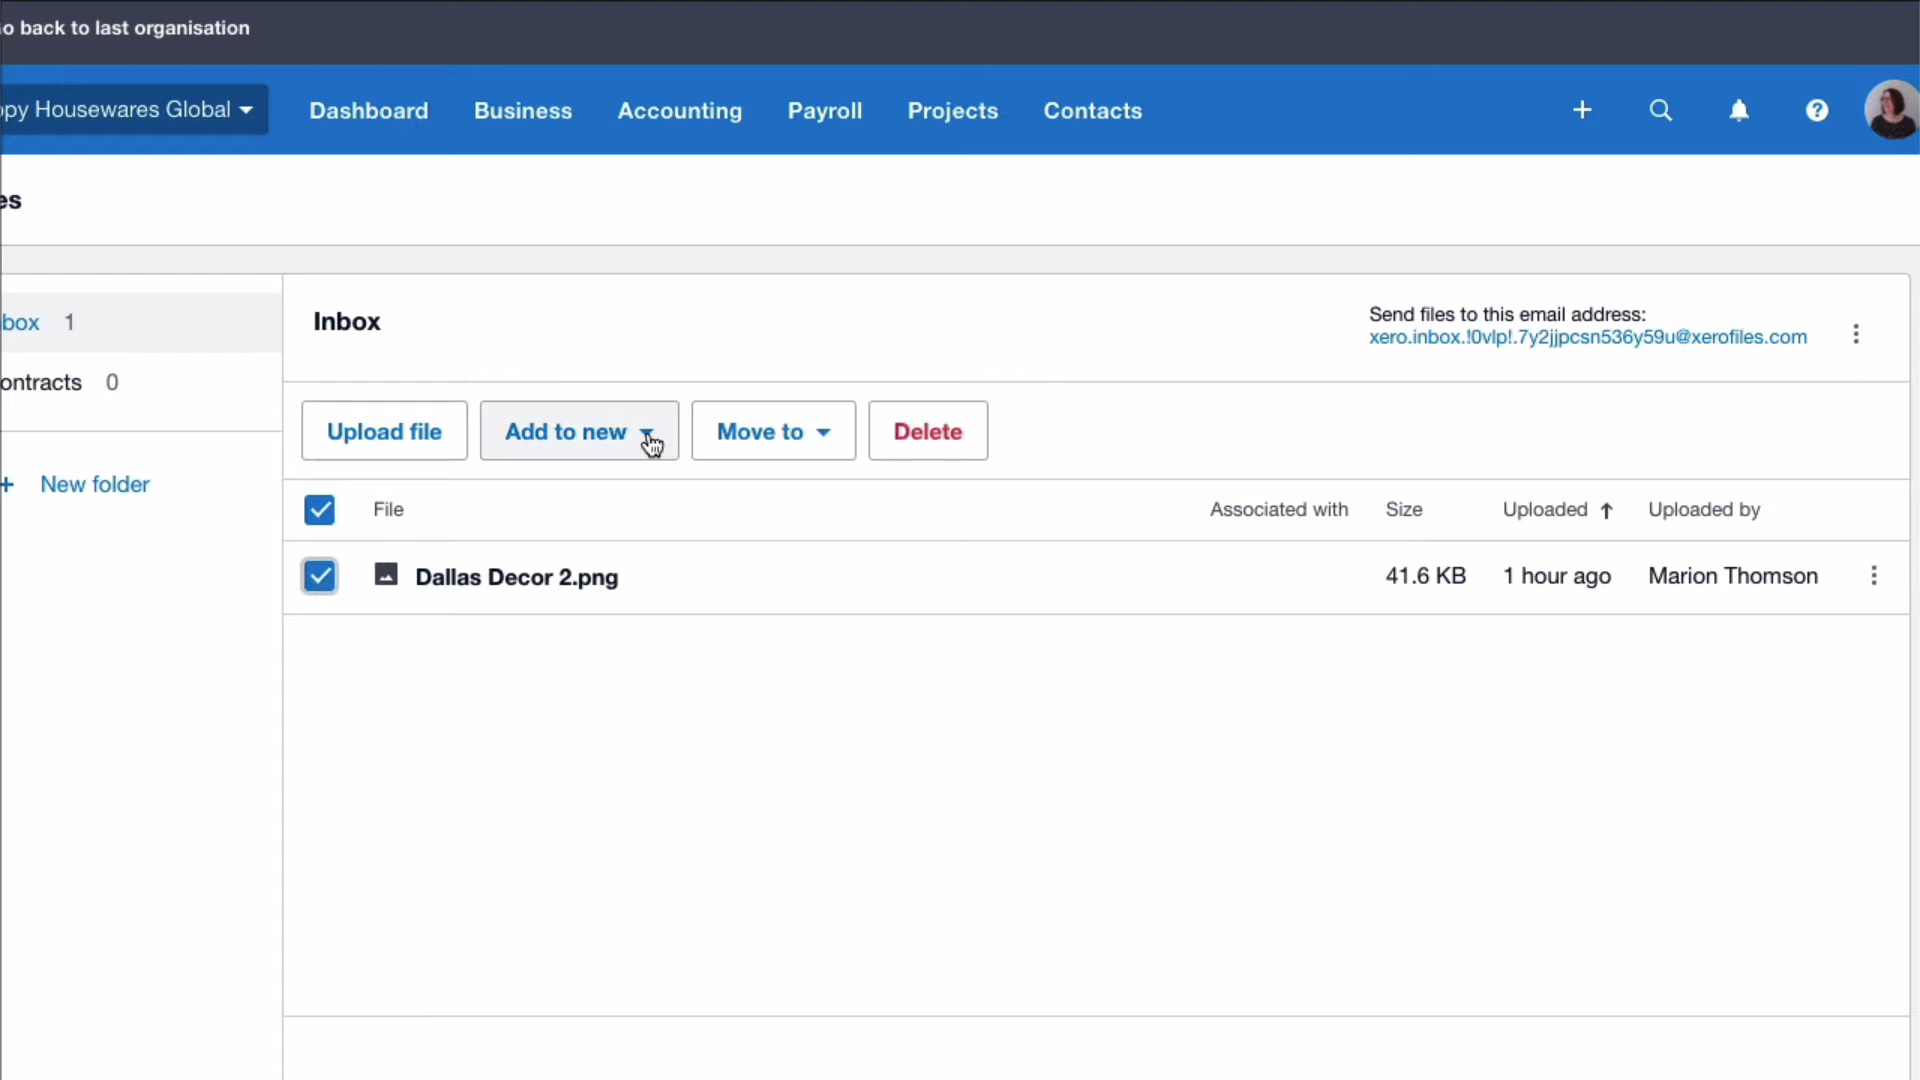 o back to last organisation
opy Housewares Global
Dashboard
Business
Accounting
Payroll
Projects
Contacts
es
box 1
ontracts 0
+ New folder
Inbox
Send files to this email address:
xero.inbox.!0vlp!.7y2jjpcsn536y59u@xerofiles.com
Upload file
Add to new
Move to
Delete
File
Associated with
Size
Uploaded ↑
Uploaded by
Dallas Decor 2.png
41.6 KB
1 hour ago
Marion Thomson